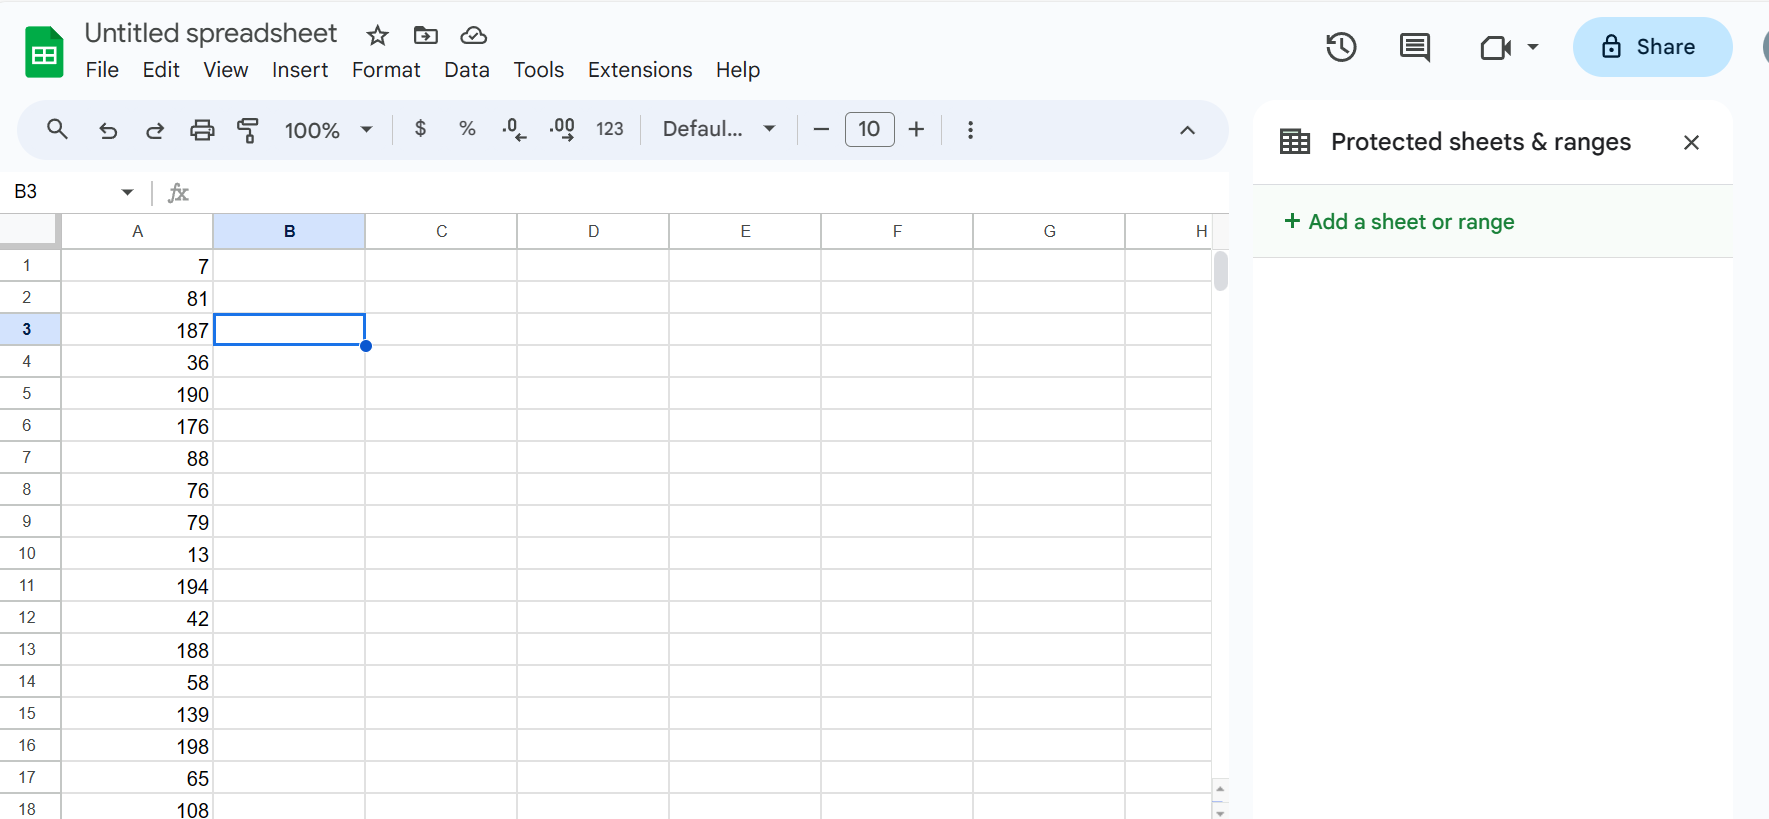 Untitled spreadsheet
File Edit View Insert Format Data Tools Extensions Help
Share
100% $ % .0 .00 123 Defaul... 10
Protected sheets & ranges
+ Add a sheet or range
B3 fx
A B C D E F G H
1 7
2 81
3 187
4 36
5 190
6 176
7 88
8 76
9 79
10 13
11 194
12 42
13 188
14 58
15 139
16 198
17 65
18 108